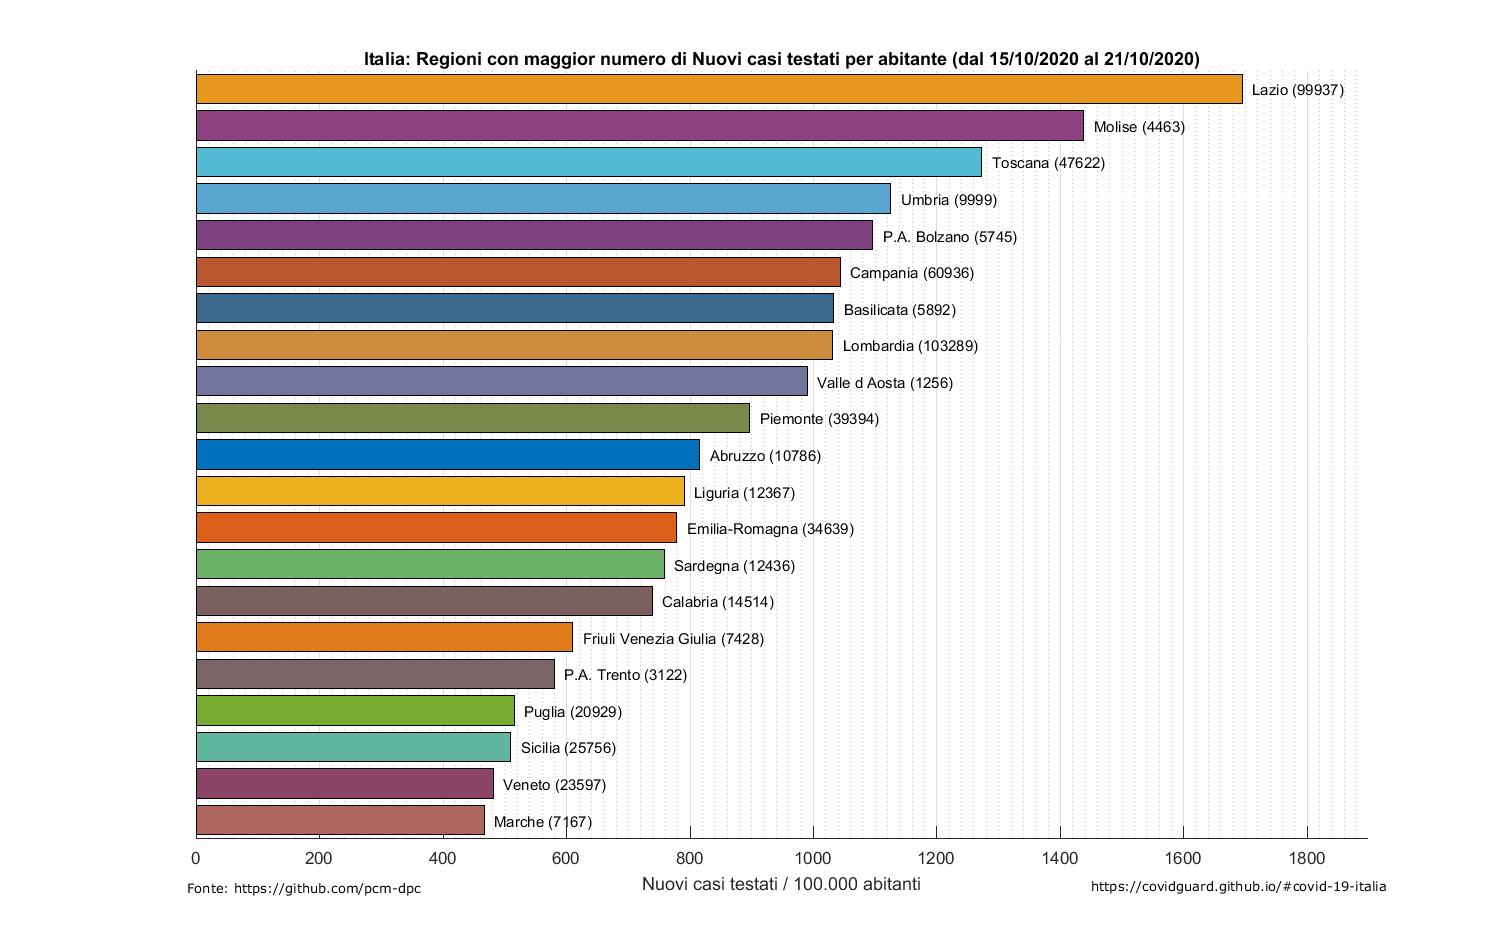 Italia: Regioni con maggior numero di Nuovi casi testati per abitante (dal 15/10/2020 al 21/10/2020)
Lazio (99937)
Molise (4463)
Toscana (47622)
Umbria (9999)
P.A. Bolzano (5745)
Campania (60936)
Basilicata (5892)
Lombardia (103289)
Valle d Aosta (1256)
Piemonte (39394)
Abruzzo (10786)
Liguria (12367)
Emilia-Romagna (34639)
Sardegna (12436)
Calabria (14514)
Friuli Venezia Giulia (7428)
P.A. Trento (3122)
Puglia (20929)
Sicilia (25756)
Veneto (23597)
Marche (7167)
0 200 400 600 800 1000 1200 1400 1600 1800
Nuovi casi testati / 100.000 abitanti
Fonte: https://github.com/pcm-dpc
https://covidguard.github.io/#covid-19-italia